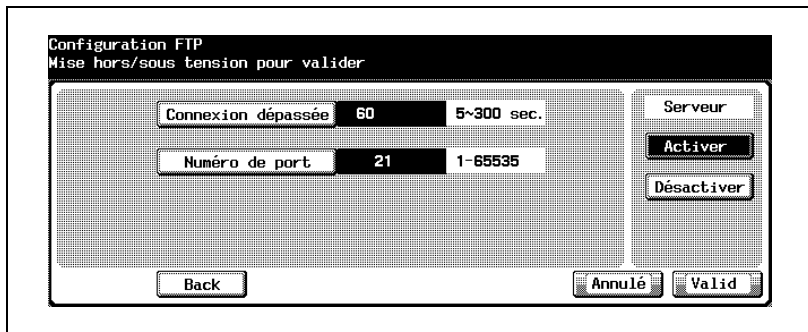 Configuration FTP
Mise hors/sous tension pour valider
Connexion dépassée 60 5~300 sec.
Serveur
Activer
Numéro de port 21 1-65535
Désactiver
Back
Annulé Valid